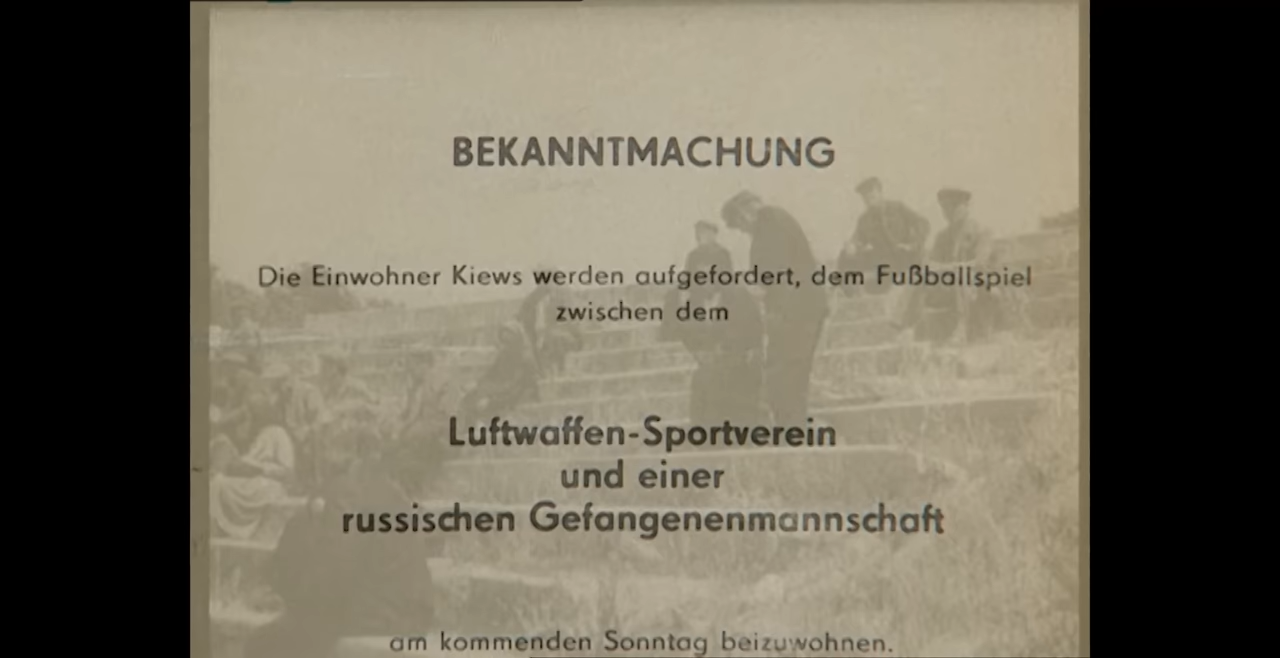 BEKANNTMACHUNG
Die Einwohner Kiews werden aufgefordert, dem Fußballspiel
zwischen dem
Luftwaffen-Sportverein
und einer
russischen Gefangenenmannschaft
am kommenden Sonntag beizuwohnen.